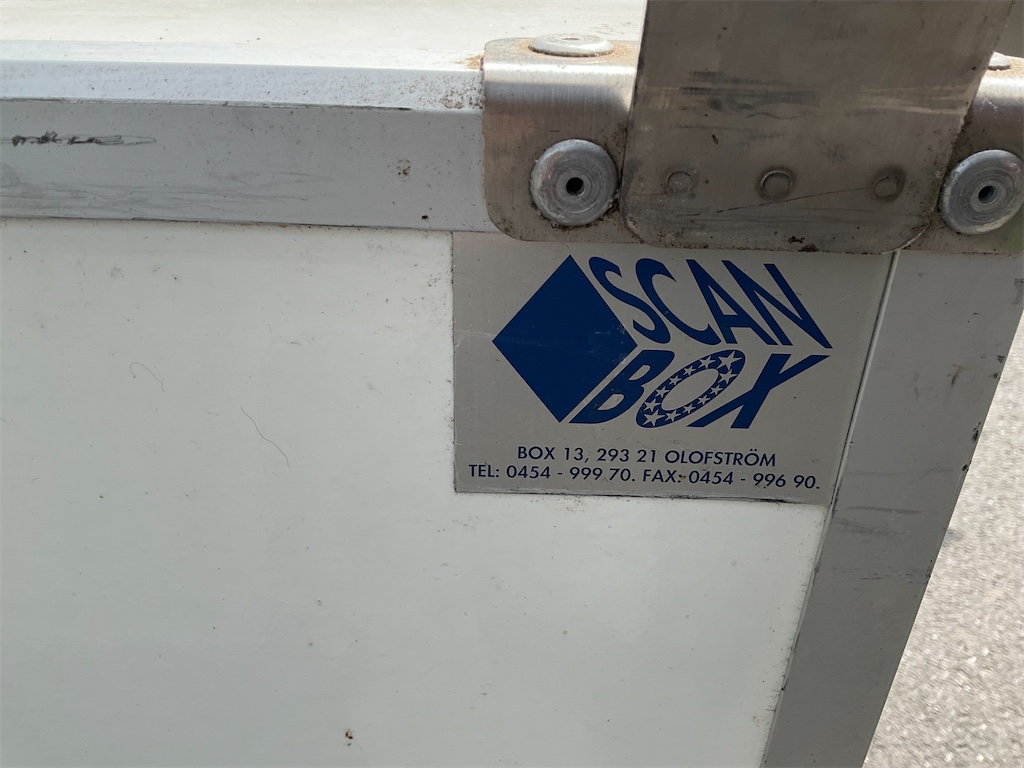 SCAN
BOX
BOX 13, 293 21 OLOFSTRÖM
TEL: 0454 - 999 70. FAX: 0454 - 996 90.